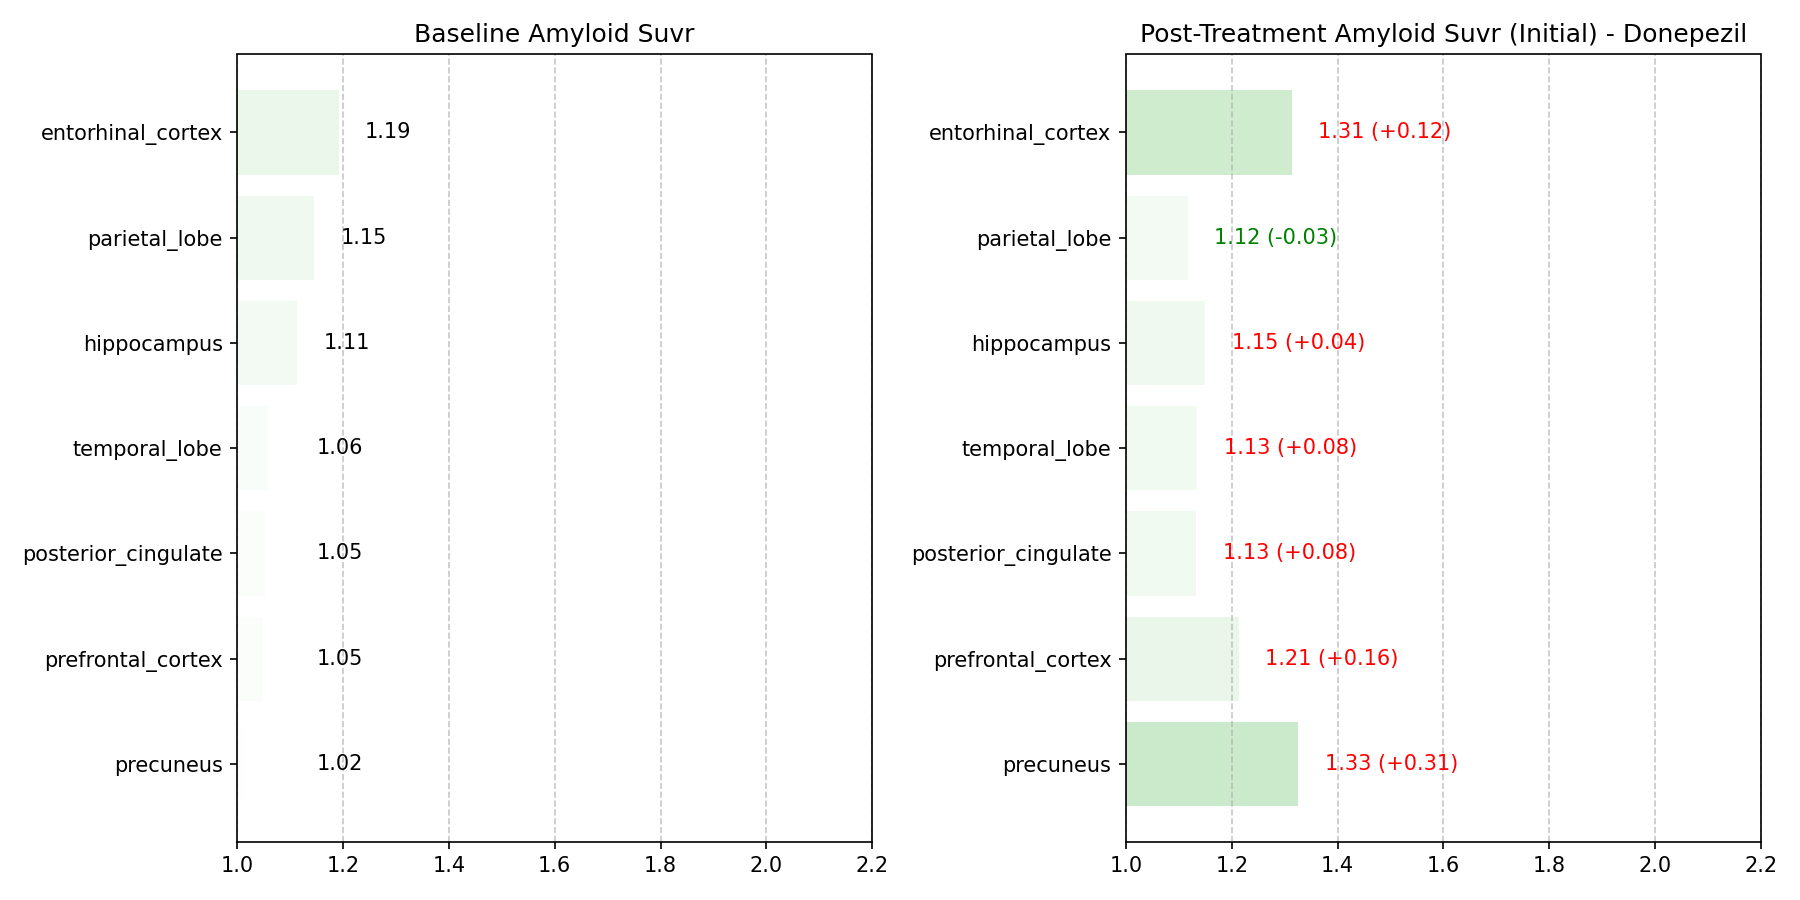 Baseline Amyloid Suvr
entorhinal_cortex 1.19
parietal_lobe 1.15
hippocampus 1.11
temporal_lobe 1.06
posterior_cingulate 1.05
prefrontal_cortex 1.05
precuneus 1.02
1.0 1.2 1.4 1.6 1.8 2.0 2.2
Post-Treatment Amyloid Suvr (Initial) - Donepezil
entorhinal_cortex 1.31 (+0.12)
parietal_lobe 1.12 (-0.03)
hippocampus 1.15 (+0.04)
temporal_lobe 1.13 (+0.08)
posterior_cingulate 1.13 (+0.08)
prefrontal_cortex 1.21 (+0.16)
precuneus 1.33 (+0.31)
1.0 1.2 1.4 1.6 1.8 2.0 2.2